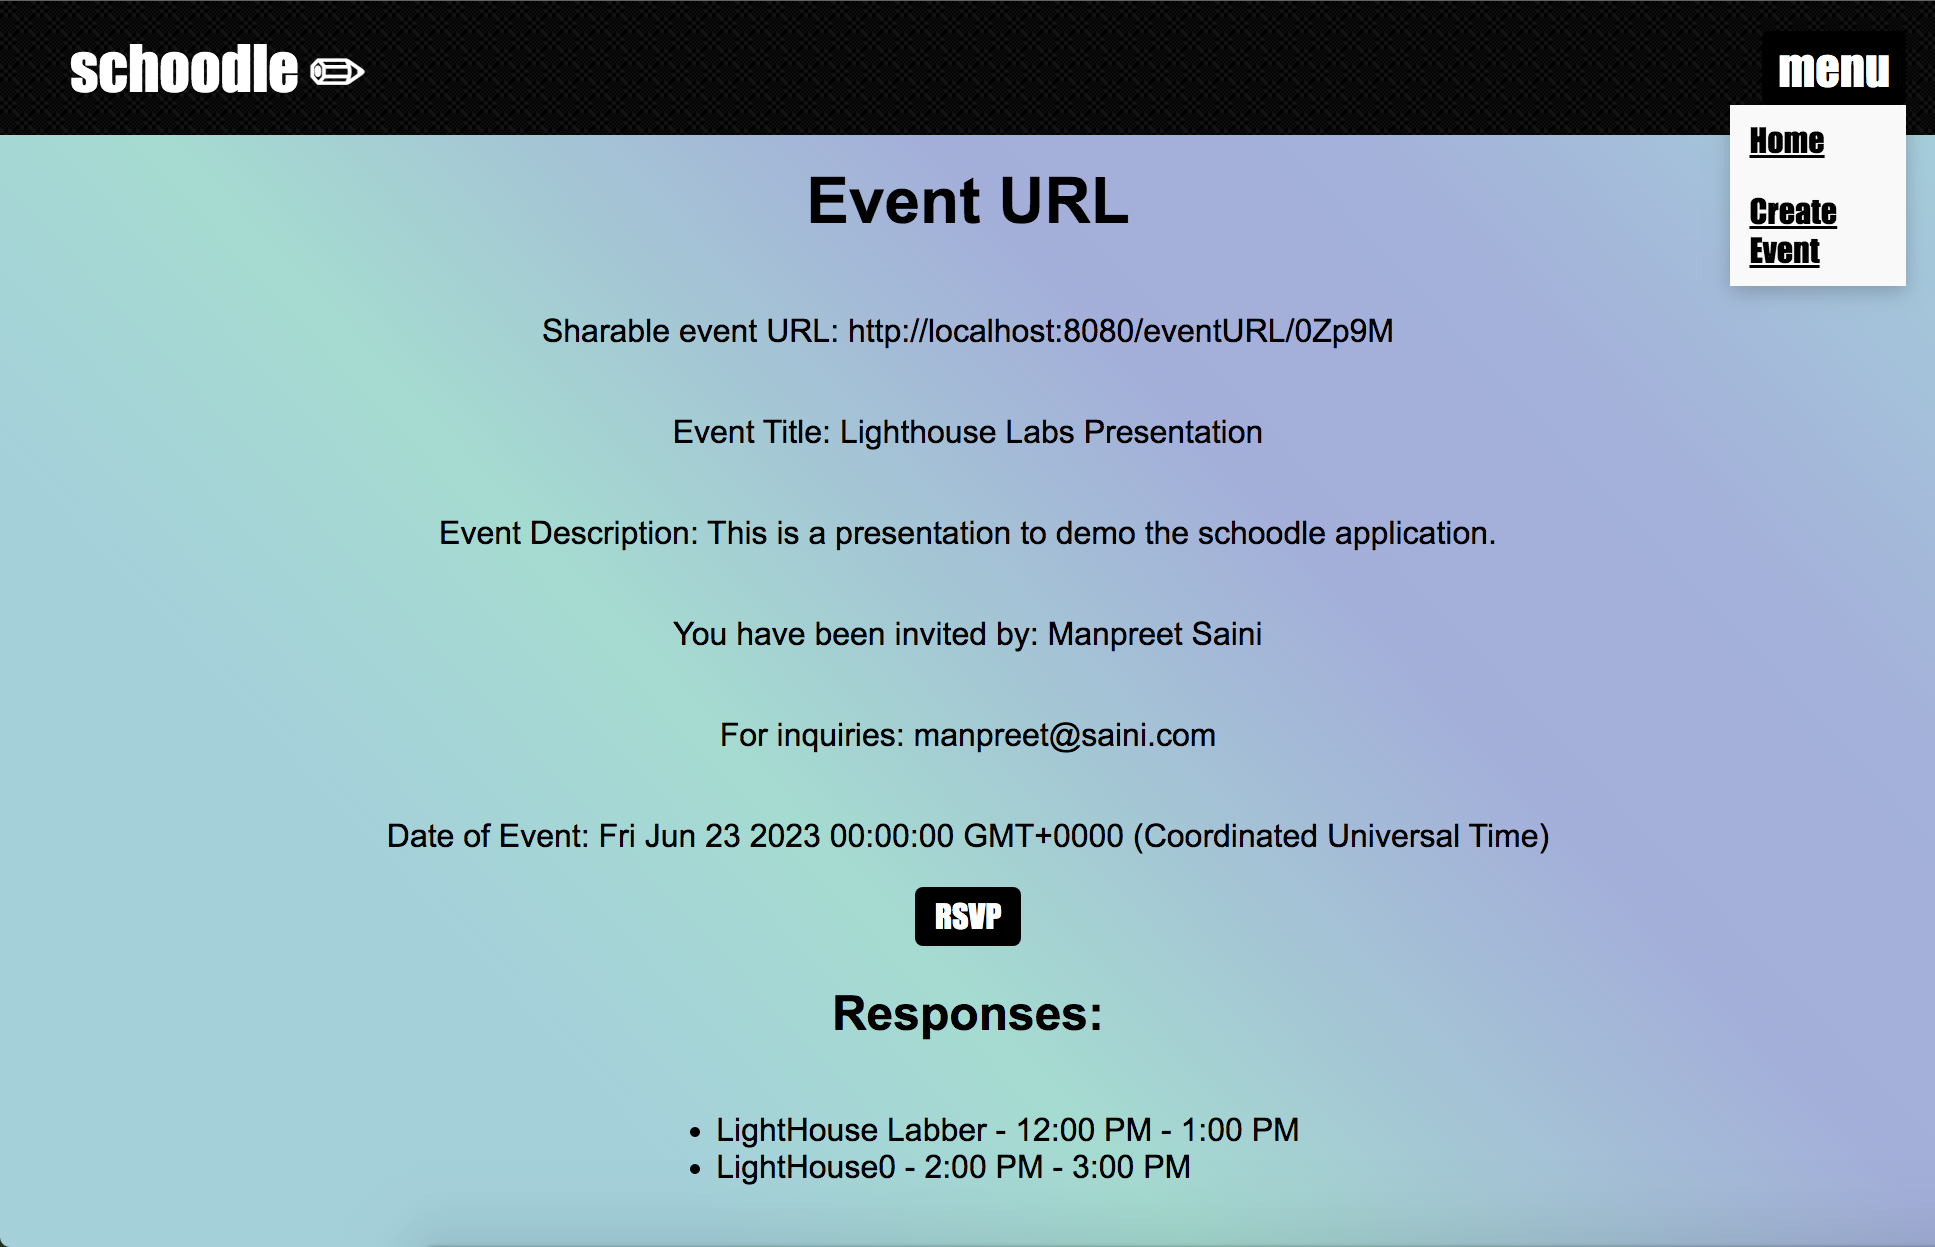 schoodle
menu
Home
Create
Event
Event URL
Sharable event URL: http://localhost:8080/eventURL/0Zp9M
Event Title: Lighthouse Labs Presentation
Event Description: This is a presentation to demo the schoodle application.
You have been invited by: Manpreet Saini
For inquiries: manpreet@saini.com
Date of Event: Fri Jun 23 2023 00:00:00 GMT+0000 (Coordinated Universal Time)
RSVP
Responses:
• LightHouse Labber - 12:00 PM - 1:00 PM
• LightHouse0 - 2:00 PM - 3:00 PM